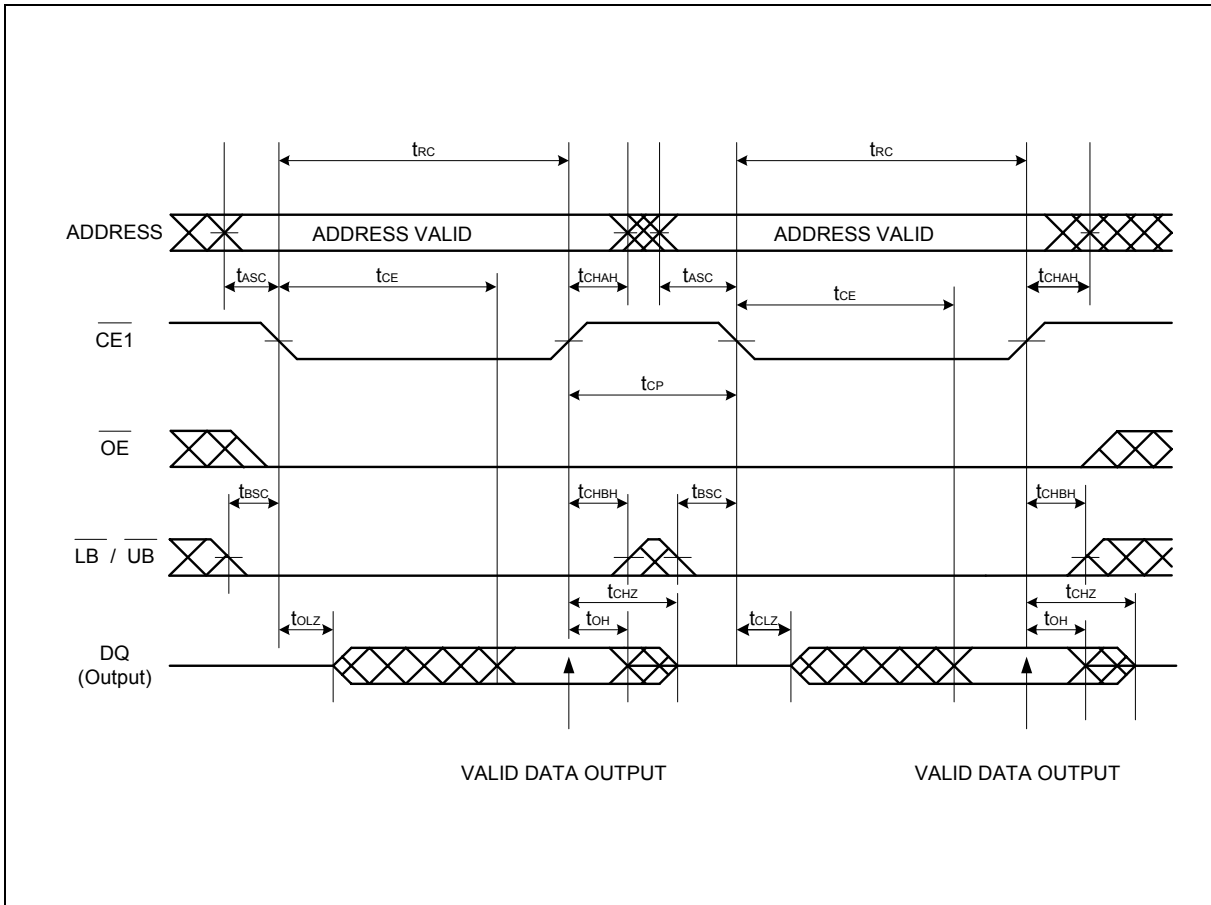 tRC tRC
ADDRESS ADDRESS VALID ADDRESS VALID
tASC tCE tCHAH tASC tCE tCHAH
CE1
tCP
OE
tBSC tCHBH tBSC tCHBH
LB / UB
tCHZ tCHZ
tOLZ tOH tCLZ tOH
DQ
(Output)
VALID DATA OUTPUT VALID DATA OUTPUT